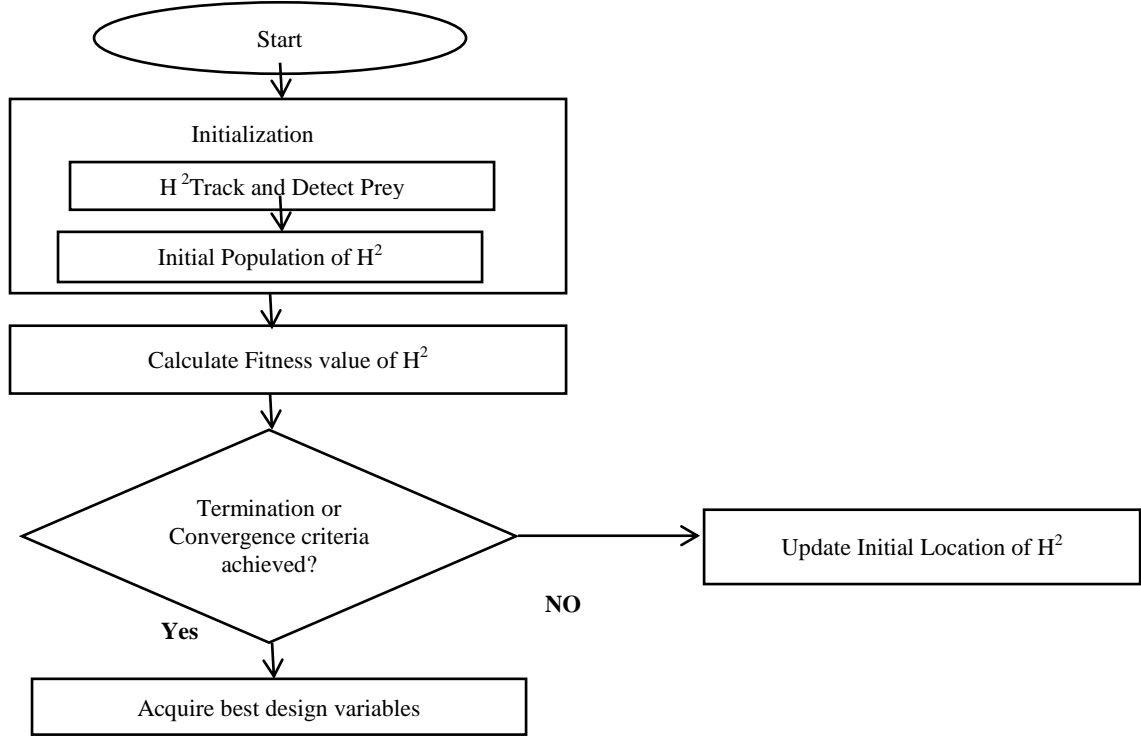 Start
Initialization
H²Track and Detect Prey
Initial Population of H²
Calculate Fitness value of H²
Termination or
Convergence criteria
achieved?
Update Initial Location of H²
NO
Yes
Acquire best design variables